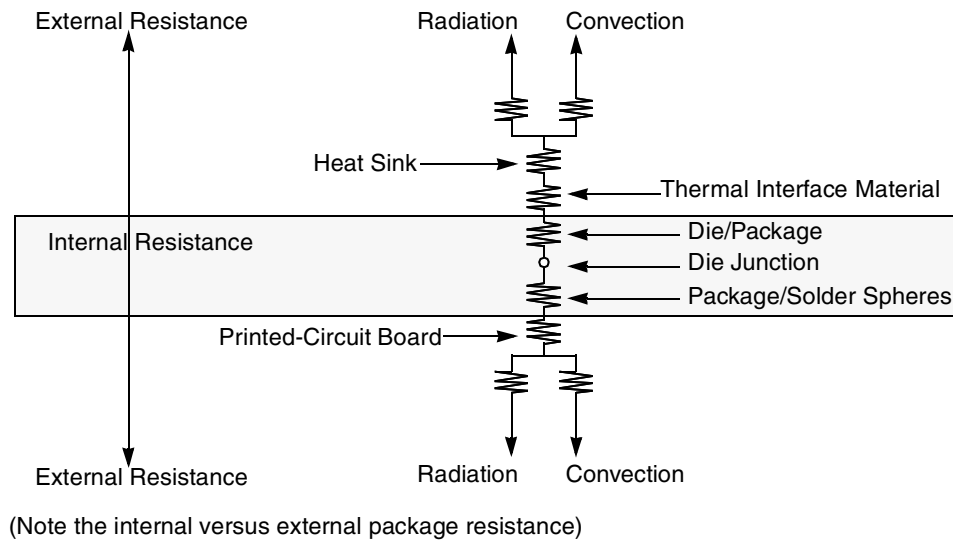 External Resistance
Radiation
Convection
Heat Sink
Thermal Interface Material
Internal Resistance
Die/Package
Die Junction
Package/Solder Spheres
Printed-Circuit Board
External Resistance
Radiation
Convection
(Note the internal versus external package resistance)